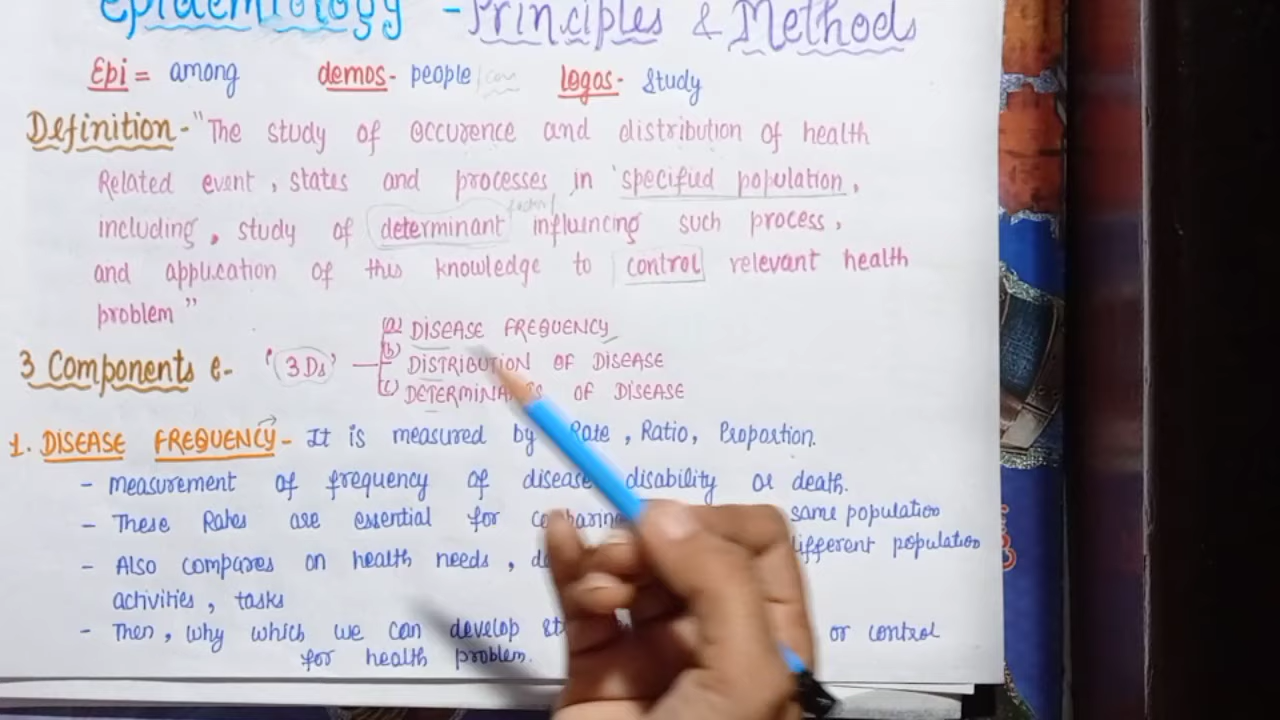 Epidemiology - Principles & Methods
Epi = among demos - people Logos - Study
Definition - "The study of occurence and distribution of health
Related event, states and processes in 'specified population,
including, study of determinant influencing such process,
and application of this knowledge to control relevant health
problem"
3 Components e- '3Ds'
(a) DISEASE FREQUENCY
(b) DISTRIBUTION OF DISEASE
(c) DETERMINANTS OF DISEASE
1. DISEASE FREQUENCY - It is measured by Rate, Ratio, Proportion.
- Measurement of frequency of disease disability or death.
- These Rates are essential for same population
different population
- Also compares on health needs,
activities, tasks
- Then, why which we can develop or control
for health problem.